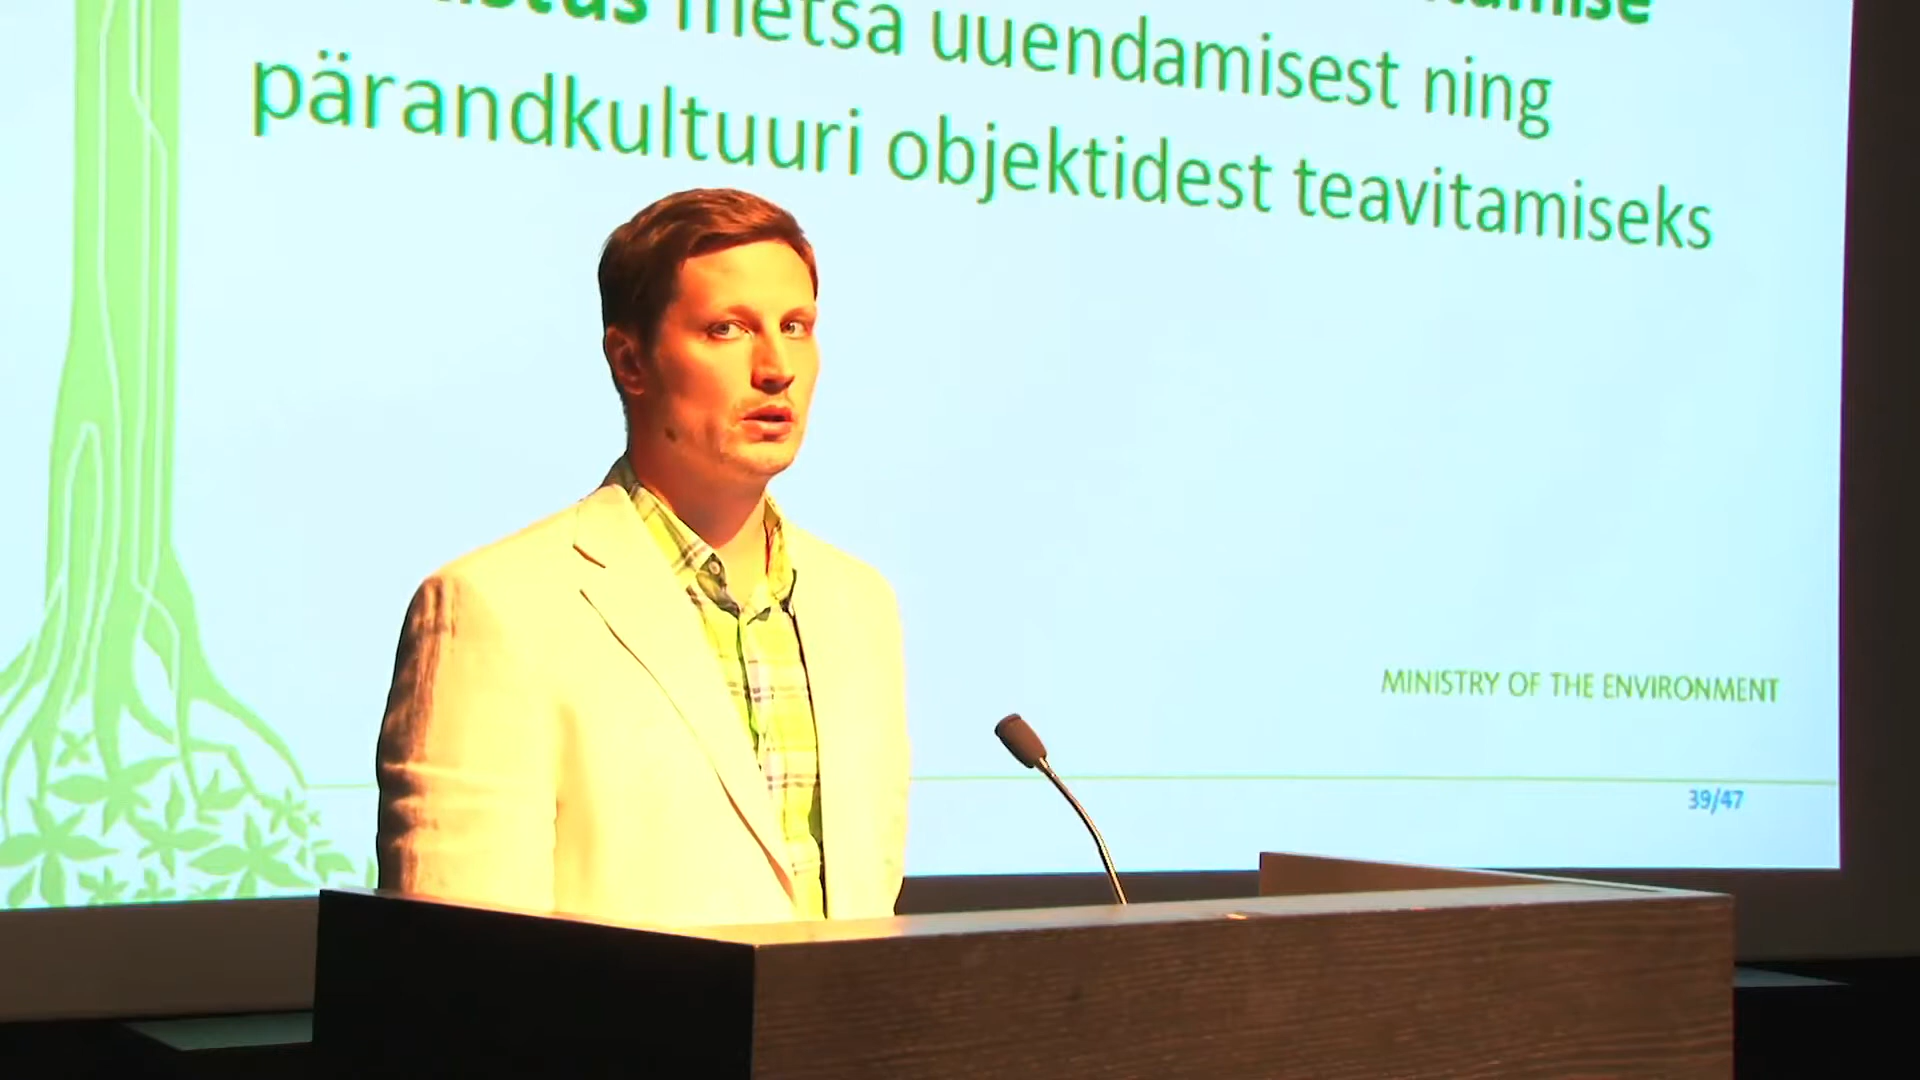 metsa uuendamisest ning
pärandkultuuri objektidest teavitamiseks
MINISTRY OF THE ENVIRONMENT
39/47